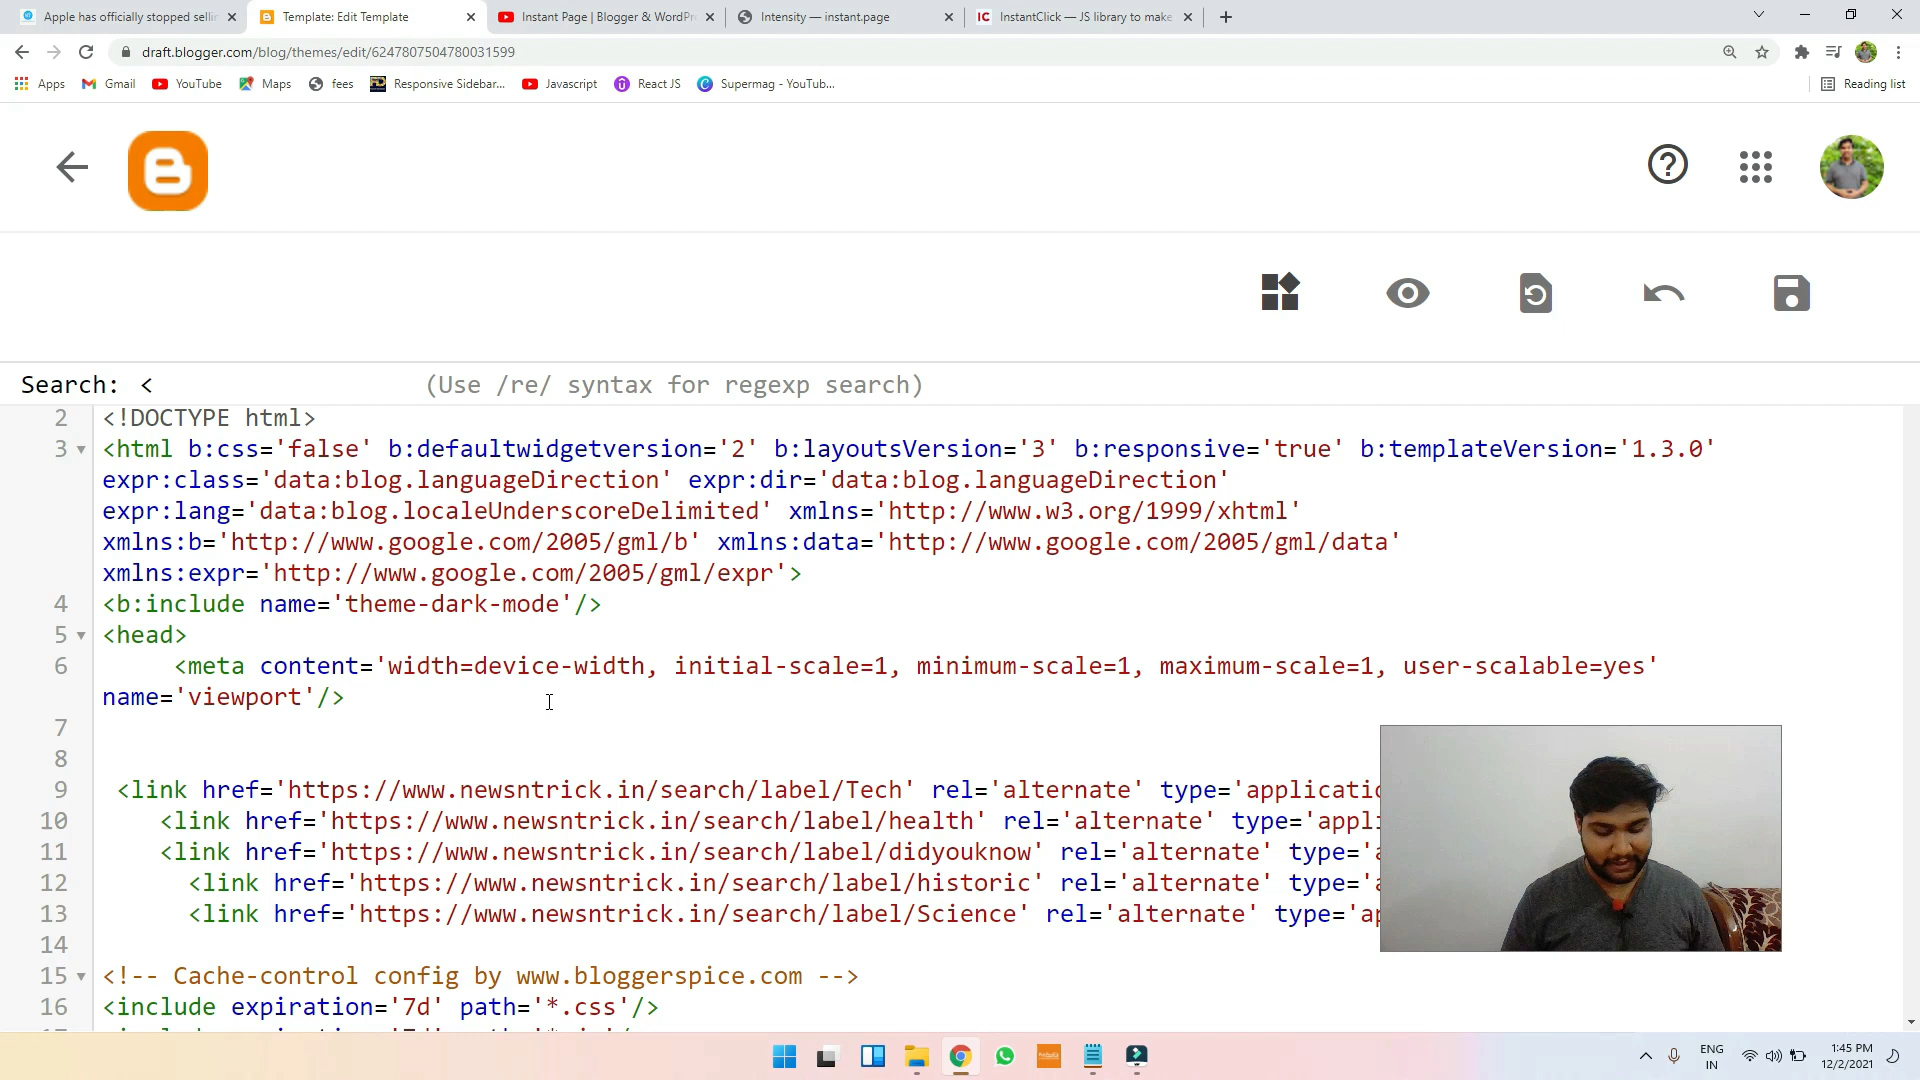 Apple has officially stopped selli
Template: Edit Template
Instant Page | Blogger & WordPr
Intensity — instant.page
IC InstantClick — JS library to make
draft.blogger.com/blog/themes/edit/6247807504780031599
Apps
Gmail
YouTube
Maps
fees
Responsive Sidebar...
Javascript
React JS
Supermag - YouTub...
Reading list
Search: < (Use /re/ syntax for regexp search)
2 <!DOCTYPE html>
3 <html b:css='false' b:defaultwidgetversion='2' b:layoutsVersion='3' b:responsive='true' b:templateVersion='1.3.0'
expr:class='data:blog.languageDirection' expr:dir='data:blog.languageDirection'
expr:lang='data:blog.localeUnderscoreDelimited' xmlns='http://www.w3.org/1999/xhtml'
xmlns:b='http://www.google.com/2005/gml/b' xmlns:data='http://www.google.com/2005/gml/data'
xmlns:expr='http://www.google.com/2005/gml/expr'>
4 <b:include name='theme-dark-mode'/>
5 <head>
6 <meta content='width=device-width, initial-scale=1, minimum-scale=1, maximum-scale=1, user-scalable=yes'
name='viewport'/>
7
8
9 <link href='https://www.newsntrick.in/search/label/Tech' rel='alternate' type='applicatio
10 <link href='https://www.newsntrick.in/search/label/health' rel='alternate' type='appli
11 <link href='https://www.newsntrick.in/search/label/didyouknow' rel='alternate' type='a
12 <link href='https://www.newsntrick.in/search/label/historic' rel='alternate' type='a
13 <link href='https://www.newsntrick.in/search/label/Science' rel='alternate' type='ap
14
15 <!-- Cache-control config by www.bloggerspice.com -->
16 <include expiration='7d' path='*.css'/>
ENG
IN
1:45 PM
12/2/2021